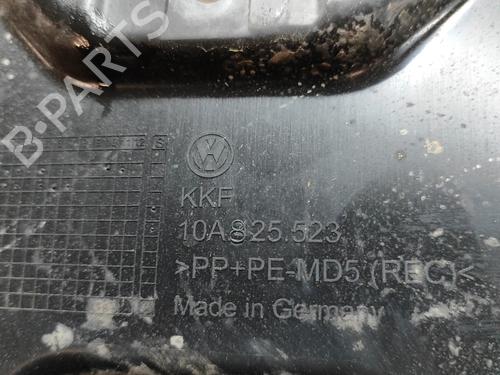 B-PARTS
KKF
10A825.523
>PP+PE-MD5 (REC)<
Made in Germany